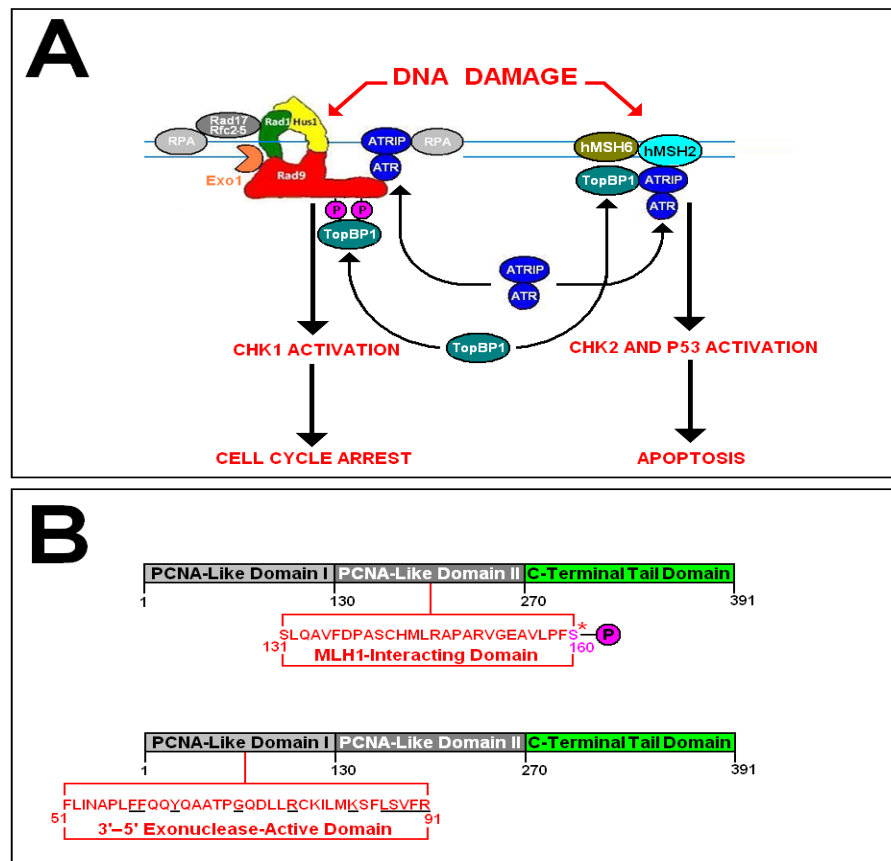 A
DNA DAMAGE
Rad17
Rfc2-5
Rad1
Hus1
RPA
ATRIP
RPA
hMSH6
hMSH2
Exo1
Rad9
ATR
TopBP1
ATRIP
ATR
P P
TopBP1
ATRIP
ATR
CHK1 ACTIVATION
TopBP1
CHK2 AND P53 ACTIVATION
CELL CYCLE ARREST
APOPTOSIS
B
PCNA-Like Domain I PCNA-Like Domain II C-Terminal Tail Domain
1 130 270 391
SLQAVFDPASCHMLRAPARVGEAVLPFS* P
131 160
MLH1-Interacting Domain
PCNA-Like Domain I PCNA-Like Domain II C-Terminal Tail Domain
1 130 270 391
FLINAPLFFQQYQAATPGQDLLRCKILMKSFLSVFR
51 91
3'–5' Exonuclease-Active Domain